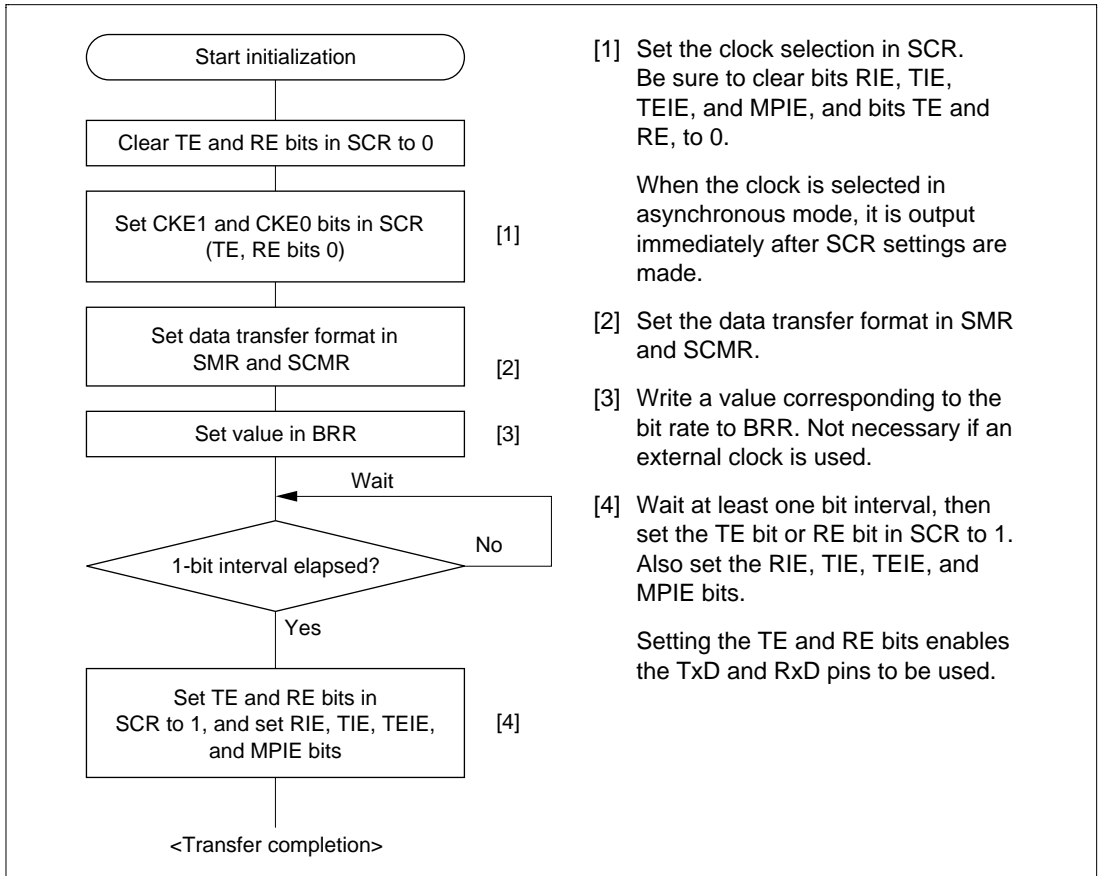 Start initialization
Clear TE and RE bits in SCR to 0
Set CKE1 and CKE0 bits in SCR
(TE, RE bits 0)
[1]
Set data transfer format in
SMR and SCMR
[2]
Set value in BRR
[3]
Wait
1-bit interval elapsed?
No
Yes
Set TE and RE bits in
SCR to 1, and set RIE, TIE, TEIE,
and MPIE bits
[4]
<Transfer completion>
[1] Set the clock selection in SCR.
Be sure to clear bits RIE, TIE,
TEIE, and MPIE, and bits TE and
RE, to 0.
When the clock is selected in
asynchronous mode, it is output
immediately after SCR settings are
made.
[2] Set the data transfer format in SMR
and SCMR.
[3] Write a value corresponding to the
bit rate to BRR. Not necessary if an
external clock is used.
[4] Wait at least one bit interval, then
set the TE bit or RE bit in SCR to 1.
Also set the RIE, TIE, TEIE, and
MPIE bits.
Setting the TE and RE bits enables
the TxD and RxD pins to be used.